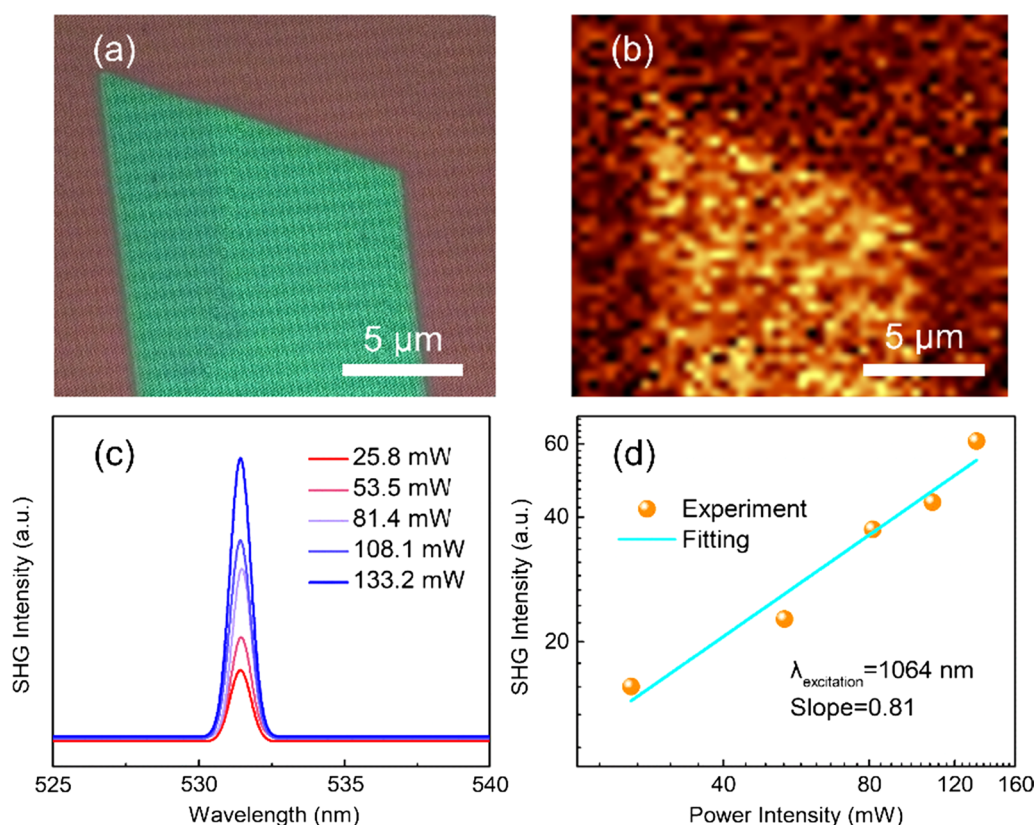 (a)
5 μm
(b)
5 μm
(c)
25.8 mW
53.5 mW
81.4 mW
108.1 mW
133.2 mW
SHG Intensity (a.u.)
525
530
535
540
Wavelength (nm)
(d)
Experiment
Fitting
λexcitation=1064 nm
Slope=0.81
SHG Intensity (a.u.)
60
40
20
40
80
120
160
Power Intensity (mW)